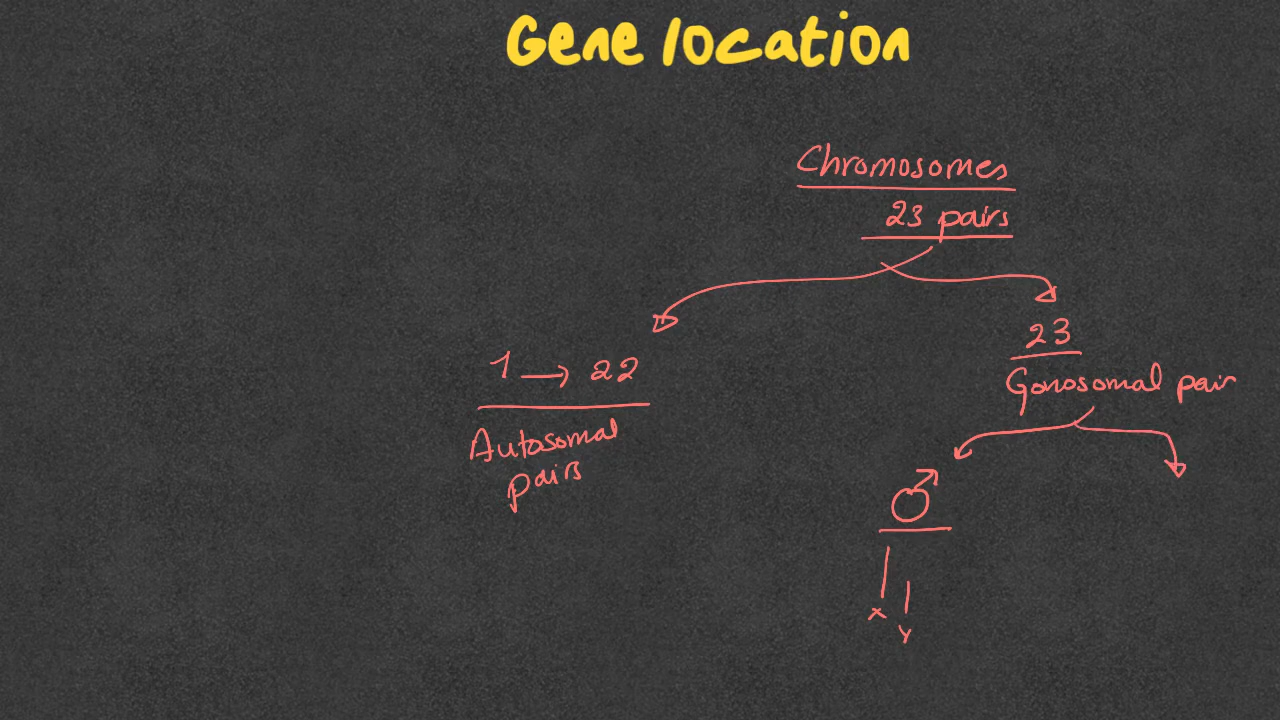 Gene location
Chromosomes
23 pairs
1 → 22
23
Autosomal
pairs
Gonosomal pair
♂
X
Y